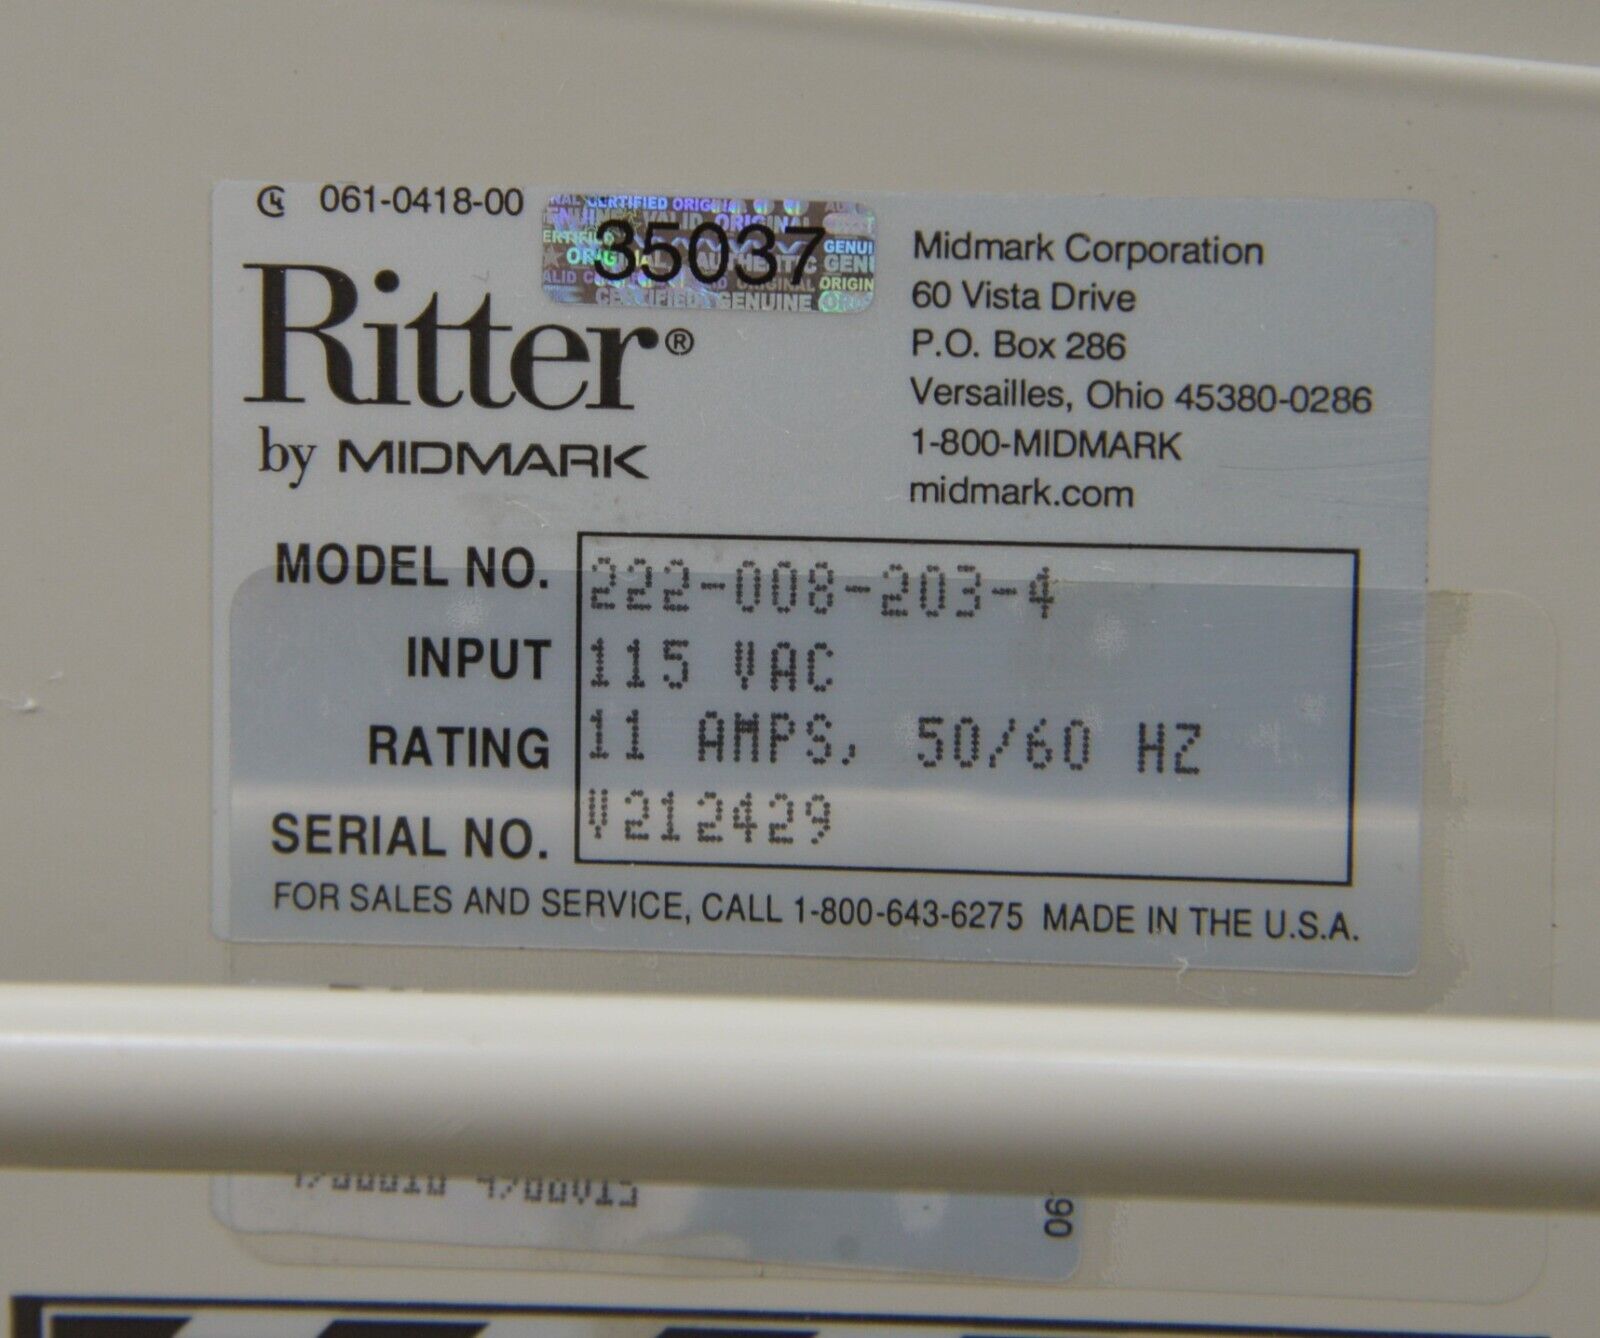 061-0418-00
35037
Ritter®
by MIDMARK
Midmark Corporation
60 Vista Drive
P.O. Box 286
Versailles, Ohio 45380-0286
1-800-MIDMARK
midmark.com
MODEL NO. 222-008-203-4
INPUT 115 VAC
RATING 11 AMPS, 50/60 HZ
SERIAL NO. V212429
FOR SALES AND SERVICE, CALL 1-800-643-6275 MADE IN THE U.S.A.